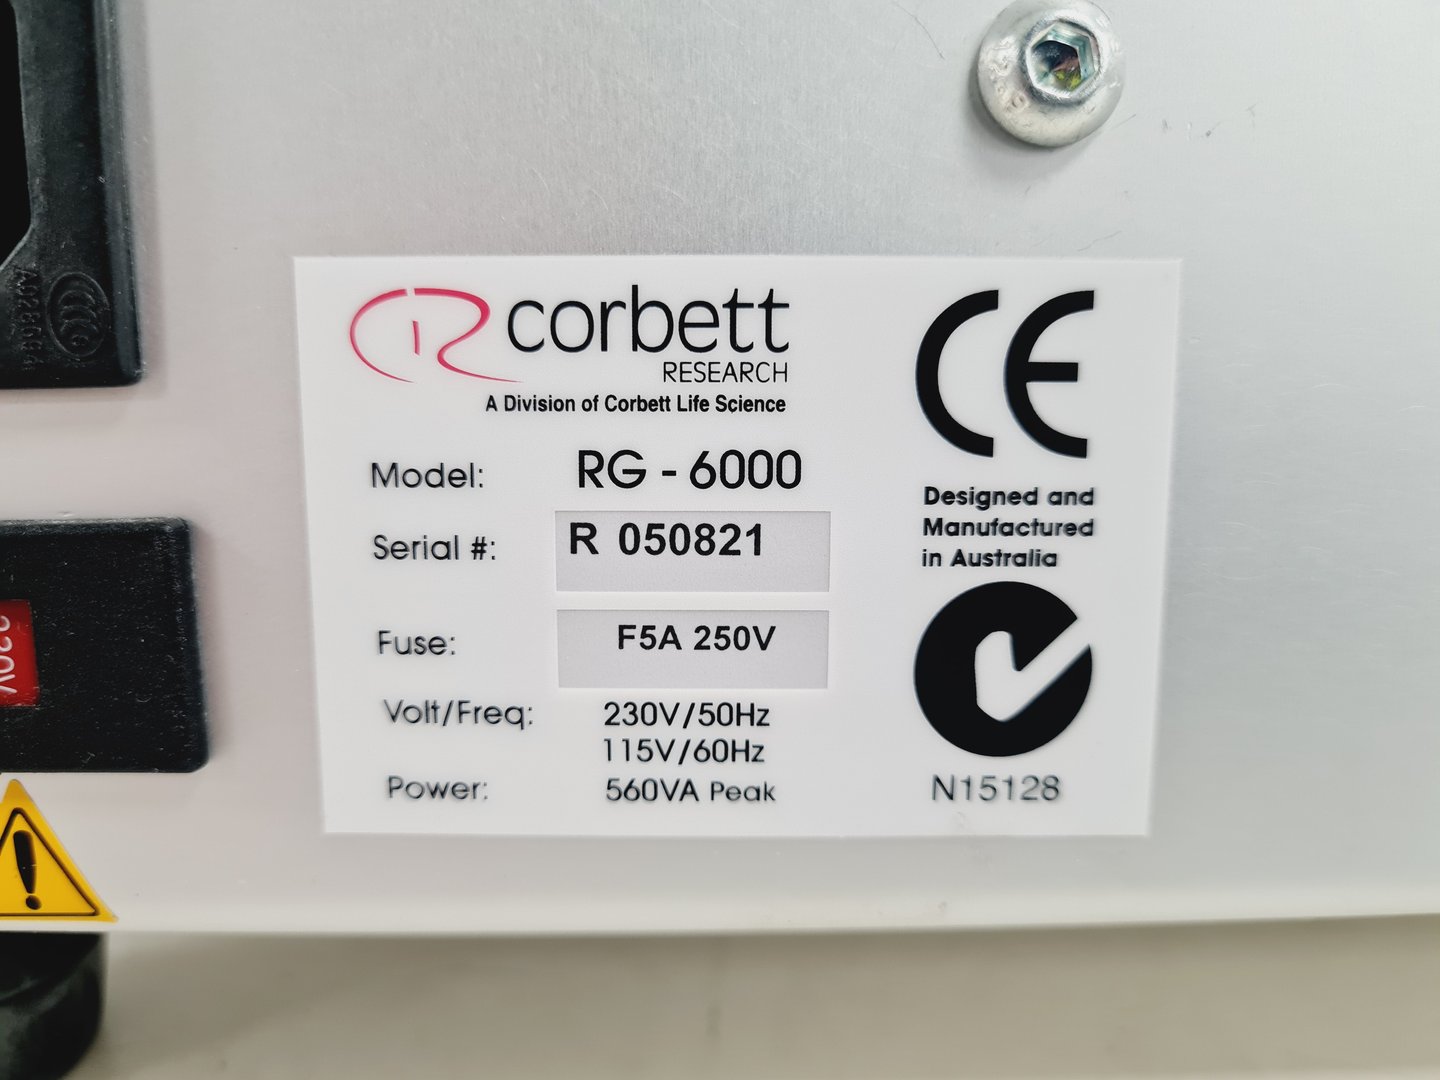 corbett
RESEARCH
A Division of Corbett Life Science
Model: RG - 6000
Serial #: R 050821
Fuse: F5A 250V
Volt/Freq: 230V/50Hz
115V/60Hz
Power: 560VA Peak
CE
Designed and
Manufactured
in Australia
N15128
220V